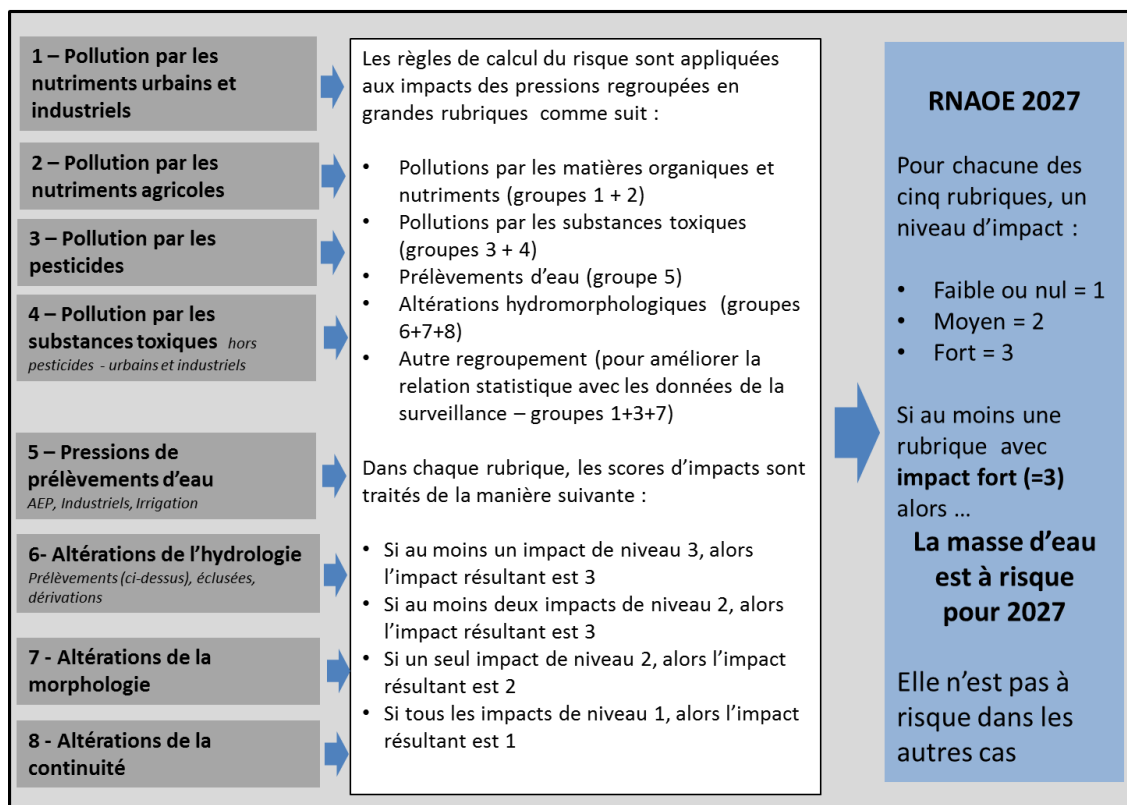 1 – Pollution par les
nutriments urbains et
industriels
2 – Pollution par les
nutriments agricoles
3 – Pollution par les
pesticides
4 – Pollution par les
substances toxiques hors
pesticides - urbains et industriels
5 – Pressions de
prélèvements d’eau
AEP, Industriels, Irrigation
6- Altérations de l’hydrologie
Prélèvements (ci-dessus), éclusées,
dérivations
7 - Altérations de la
morphologie
8 - Altérations de la
continuité
Les règles de calcul du risque sont appliquées
aux impacts des pressions regroupées en
grandes rubriques comme suit :
• Pollutions par les matières organiques et
nutriments (groupes 1 + 2)
• Pollutions par les substances toxiques
(groupes 3 + 4)
• Prélèvements d’eau (groupe 5)
• Altérations hydromorphologiques (groupes
6+7+8)
• Autre regroupement (pour améliorer la
relation statistique avec les données de la
surveillance – groupes 1+3+7)
Dans chaque rubrique, les scores d’impacts sont
traités de la manière suivante :
• Si au moins un impact de niveau 3, alors
l’impact résultant est 3
• Si au moins deux impacts de niveau 2, alors
l’impact résultant est 3
• Si un seul impact de niveau 2, alors l’impact
résultant est 2
• Si tous les impacts de niveau 1, alors l’impact
résultant est 1
RNAOE 2027
Pour chacune des
cinq rubriques, un
niveau d’impact :
• Faible ou nul = 1
• Moyen = 2
• Fort = 3
Si au moins une
rubrique avec
impact fort (=3)
alors …
La masse d’eau
est à risque
pour 2027
Elle n’est pas à
risque dans les
autres cas